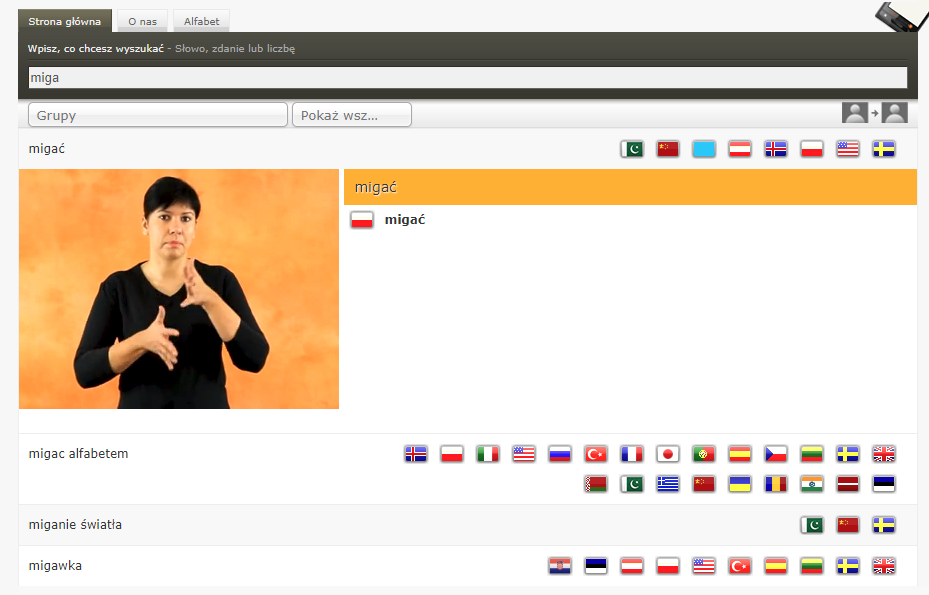 Strona główna O nas Alfabet
Wpisz, co chcesz wyszukać - Słowo, zdanie lub liczbę
miga
Grupy Pokaż wsz...
migać
migać
migać
migac alfabetem
miganie światła
migawka